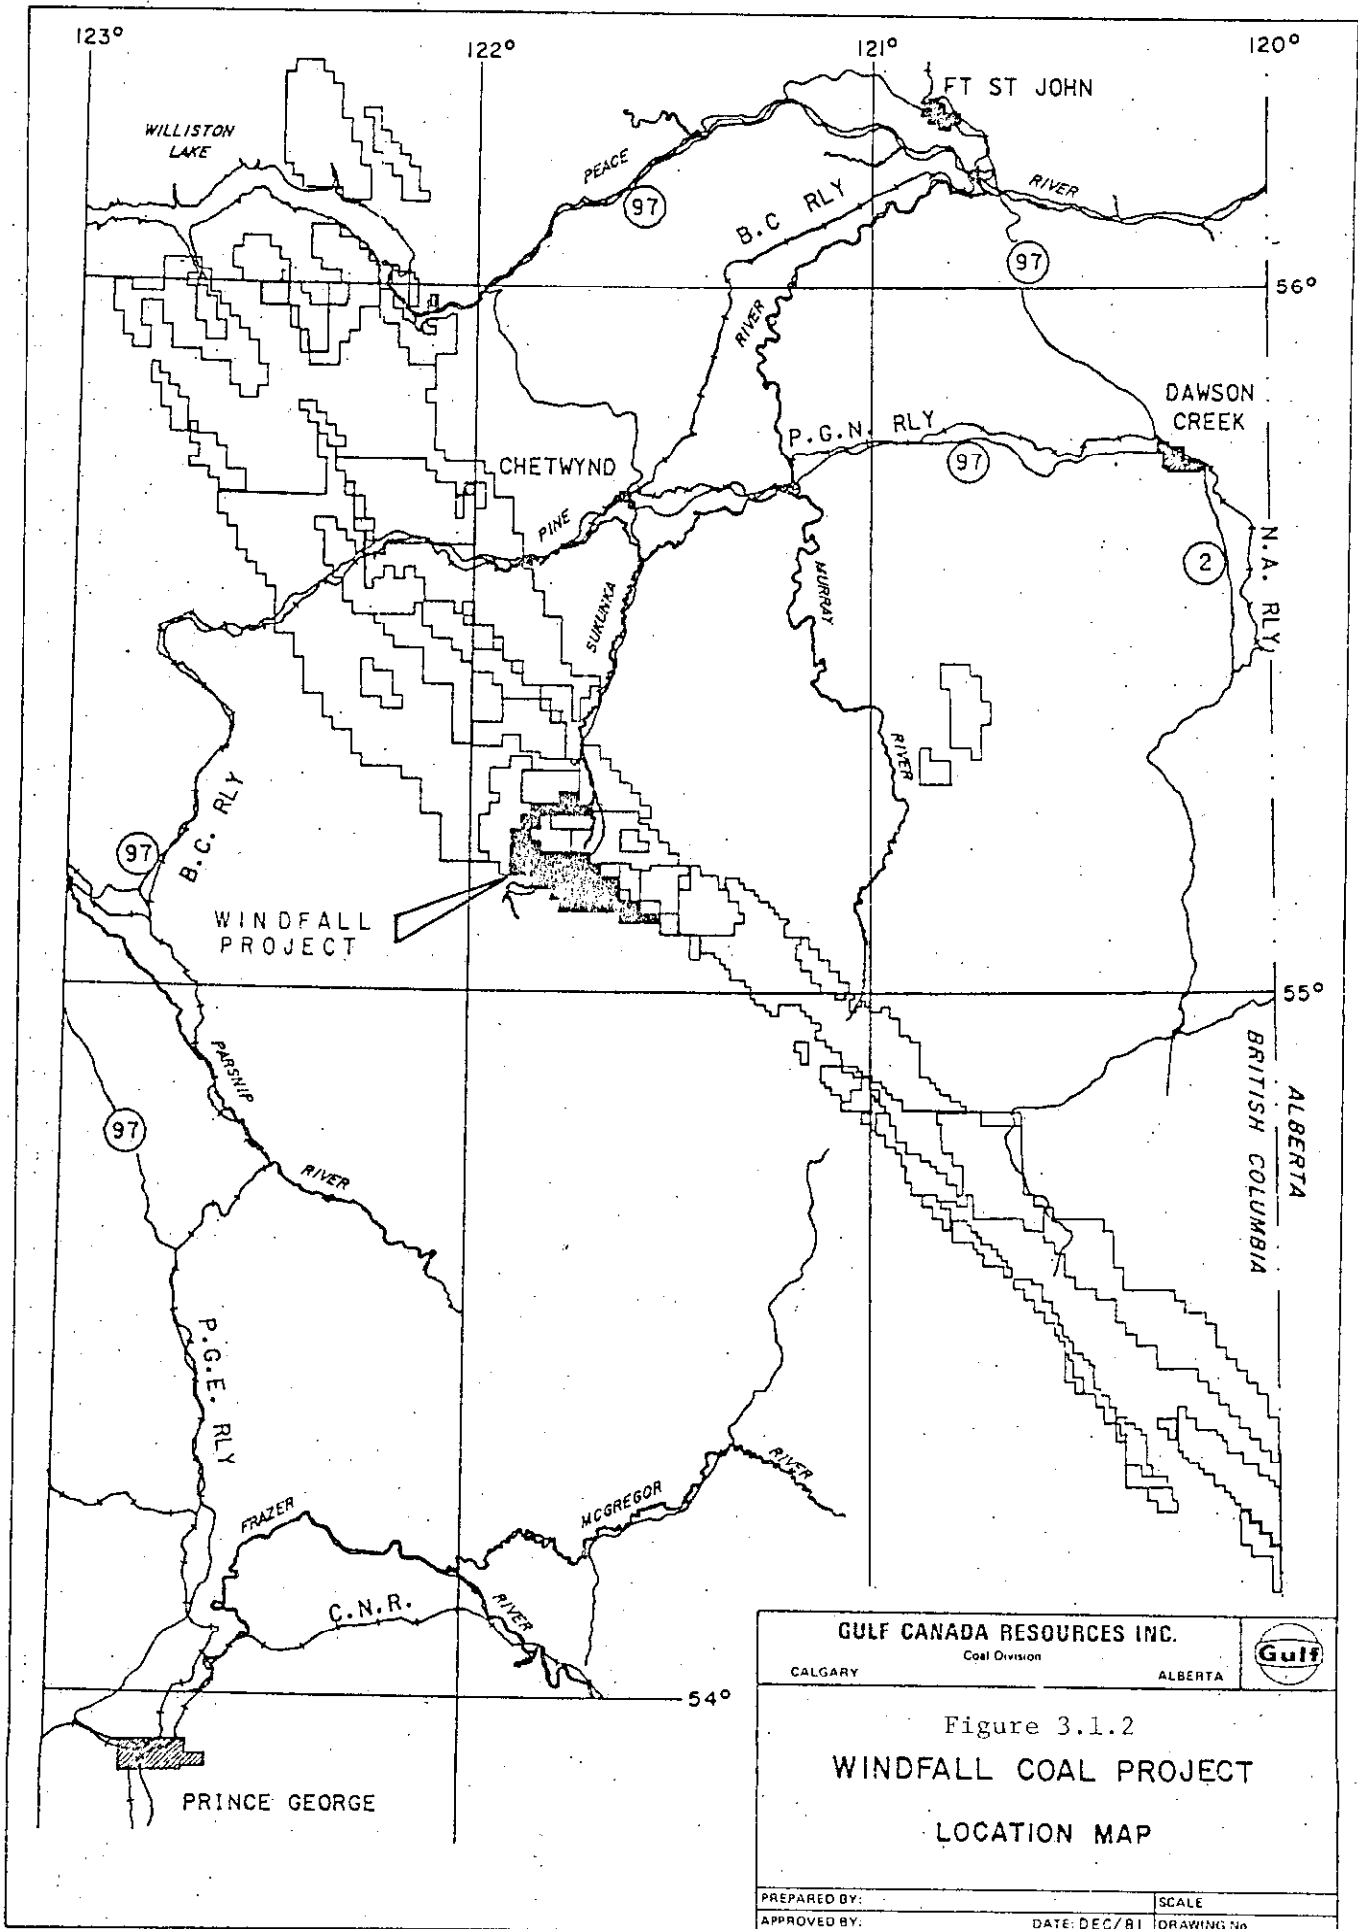 123°
122°
121°
120°
FT ST JOHN
WILLISTON
LAKE
PEACE
RIVER
97
B.C RLY
97
56°
RIVER
DAWSON
CREEK
P.G.N. RLY
97
CHETWYND
PINE
N.A. RLY
2
SUKUNKA
MURRAY
RIVER
B.C. RLY
97
WINDFALL
PROJECT
55°
PARSNIP
RIVER
97
BRITISH COLUMBIA
ALBERTA
P.G.E. RLY
RIVER
MCGREGOR
FRAZER
RIVER
C.N.R.
54°
PRINCE GEORGE
GULF CANADA RESOURCES INC.
Coal Division
CALGARY
ALBERTA
Gulf
Figure 3.1.2
WINDFALL COAL PROJECT
LOCATION MAP
PREPARED BY:
SCALE
APPROVED BY:
DATE: DEC/81
DRAWING No